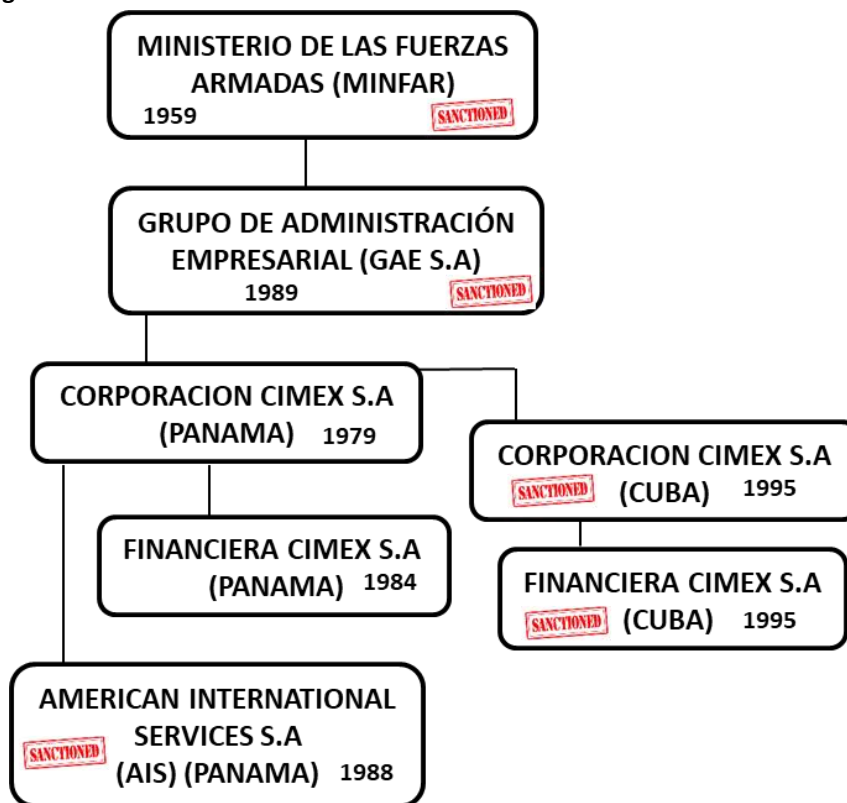 g
MINISTERIO DE LAS FUERZAS
ARMADAS (MINFAR)
1959 SANCTIONED
GRUPO DE ADMINISTRACIÓN
EMPRESARIAL (GAE S.A)
1989 SANCTIONED
CORPORACION CIMEX S.A
(PANAMA) 1979
CORPORACION CIMEX S.A
SANCTIONED (CUBA) 1995
FINANCIERA CIMEX S.A
(PANAMA) 1984
FINANCIERA CIMEX S.A
SANCTIONED (CUBA) 1995
AMERICAN INTERNATIONAL
SERVICES S.A
SANCTIONED
(AIS) (PANAMA) 1988